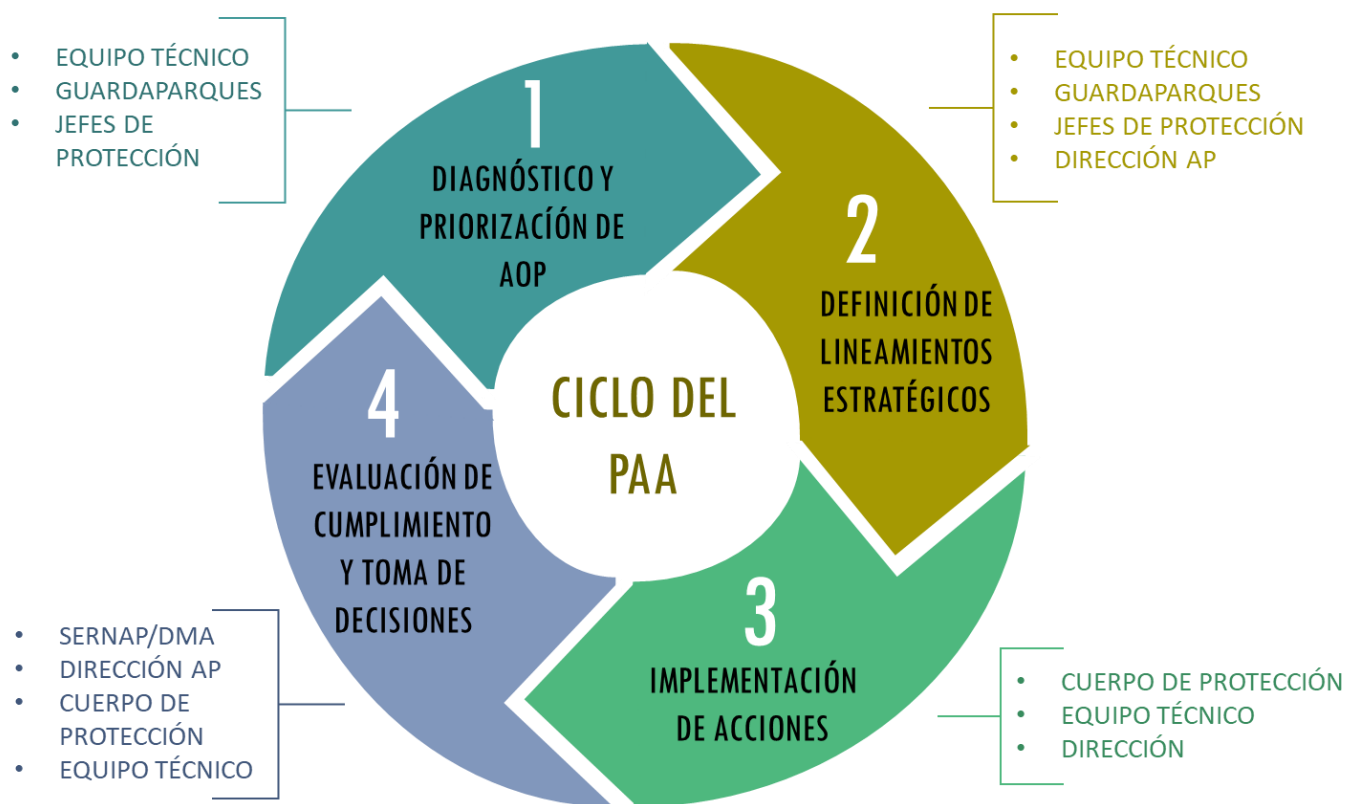 • EQUIPO TÉCNICO
• GUARDAPARQUES
• JEFES DE
PROTECCIÓN
1
DIAGNÓSTICO Y
PRIORIZACÍÓN DE
AOP
• EQUIPO TÉCNICO
• GUARDAPARQUES
• JEFES DE PROTECCIÓN
• DIRECCIÓN AP
2
DEFINICIÓN DE
LINEAMIENTOS
ESTRATÉGICOS
CICLO DEL
PAA
4
EVALUACIÓN DE
CUMPLIMIENTO
Y TOMA DE
DECISIONES
• SERNAP/DMA
• DIRECCIÓN AP
• CUERPO DE
PROTECCIÓN
• EQUIPO TÉCNICO
3
IMPLEMENTACIÓN
DE ACCIONES
• CUERPO DE PROTECCIÓN
• EQUIPO TÉCNICO
• DIRECCIÓN